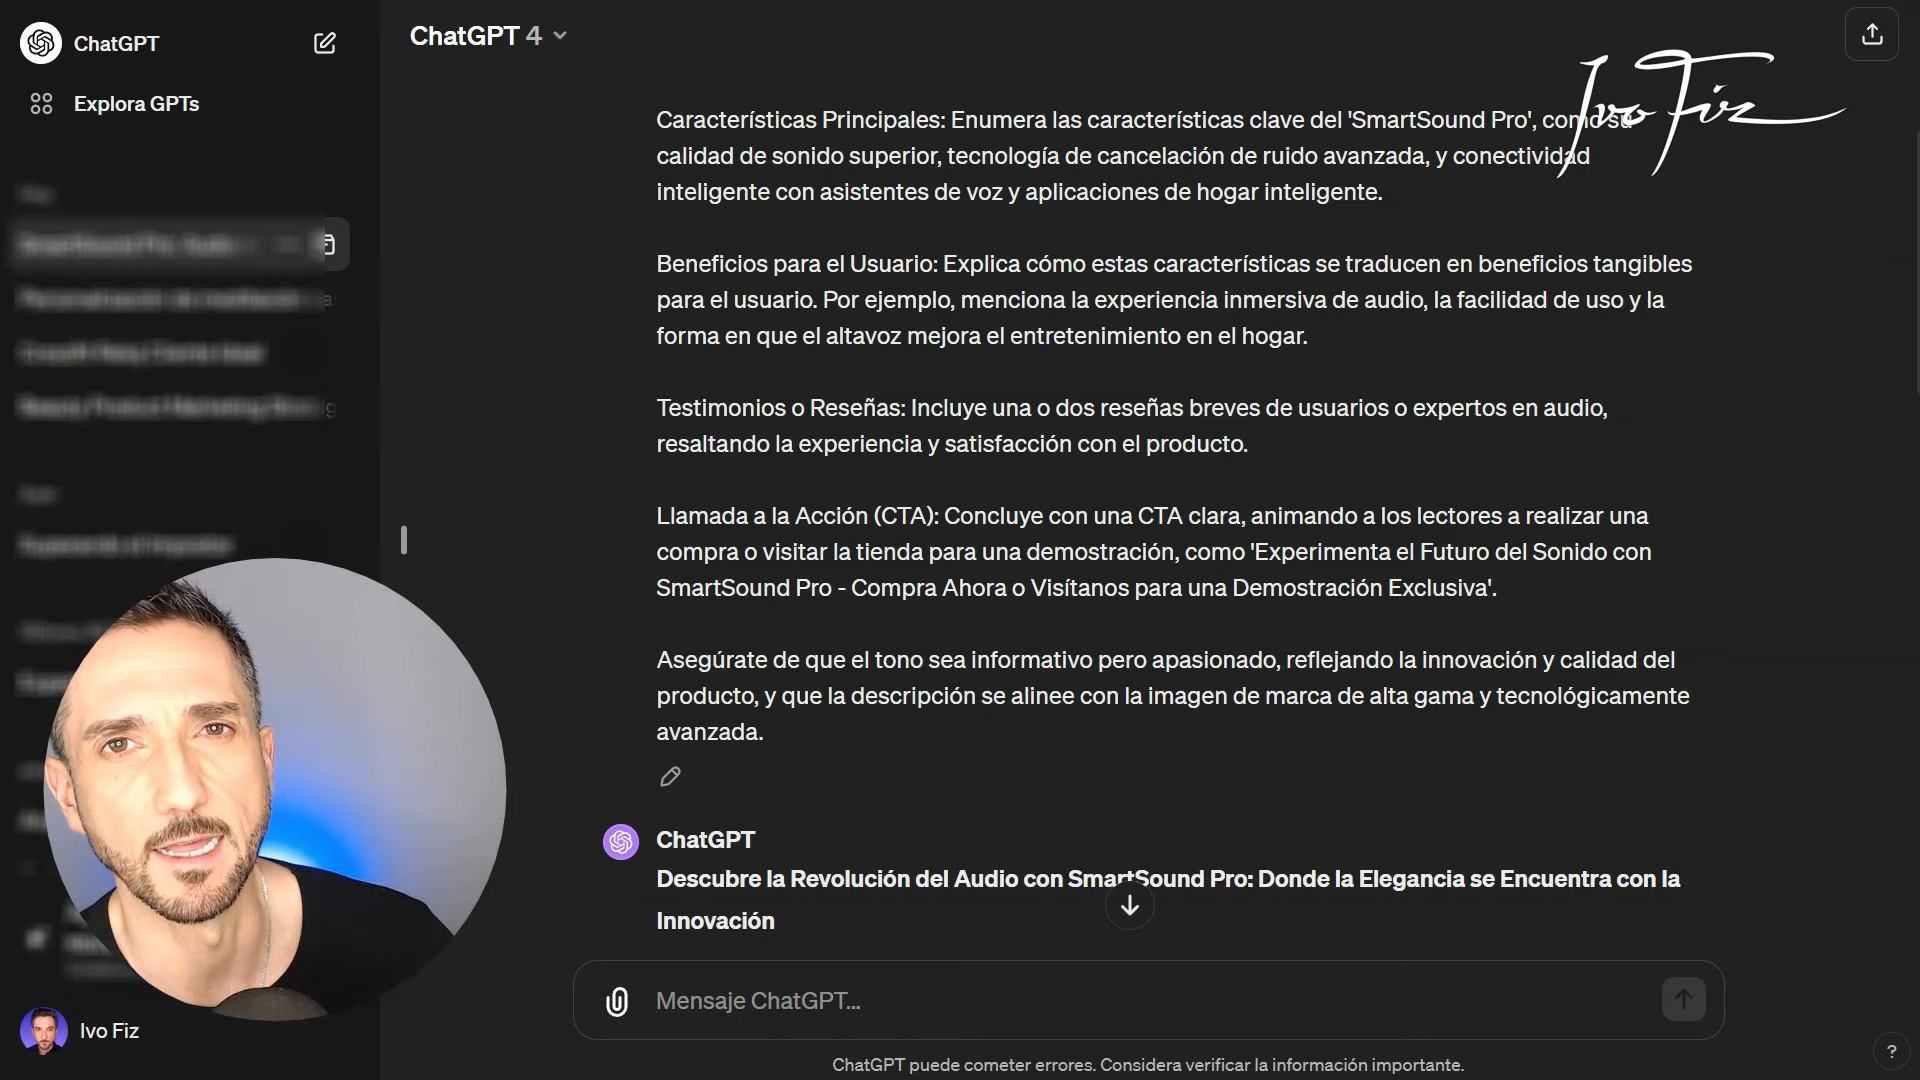 ChatGPT
Explora GPTs
ChatGPT 4
Ivo Fiz
Características Principales: Enumera las características clave del 'SmartSound Pro', como su
calidad de sonido superior, tecnología de cancelación de ruido avanzada, y conectividad
inteligente con asistentes de voz y aplicaciones de hogar inteligente.
Beneficios para el Usuario: Explica cómo estas características se traducen en beneficios tangibles
para el usuario. Por ejemplo, menciona la experiencia inmersiva de audio, la facilidad de uso y la
forma en que el altavoz mejora el entretenimiento en el hogar.
Testimonios o Reseñas: Incluye una o dos reseñas breves de usuarios o expertos en audio,
resaltando la experiencia y satisfacción con el producto.
Llamada a la Acción (CTA): Concluye con una CTA clara, animando a los lectores a realizar una
compra o visitar la tienda para una demostración, como 'Experimenta el Futuro del Sonido con
SmartSound Pro - Compra Ahora o Visítanos para una Demostración Exclusiva'.
Asegúrate de que el tono sea informativo pero apasionado, reflejando la innovación y calidad del
producto, y que la descripción se alinee con la imagen de marca de alta gama y tecnológicamente
avanzada.
ChatGPT
Descubre la Revolución del Audio con SmartSound Pro: Donde la Elegancia se Encuentra con la
Innovación
Mensaje ChatGPT...
Ivo Fiz
ChatGPT puede cometer errores. Considera verificar la información importante.
?